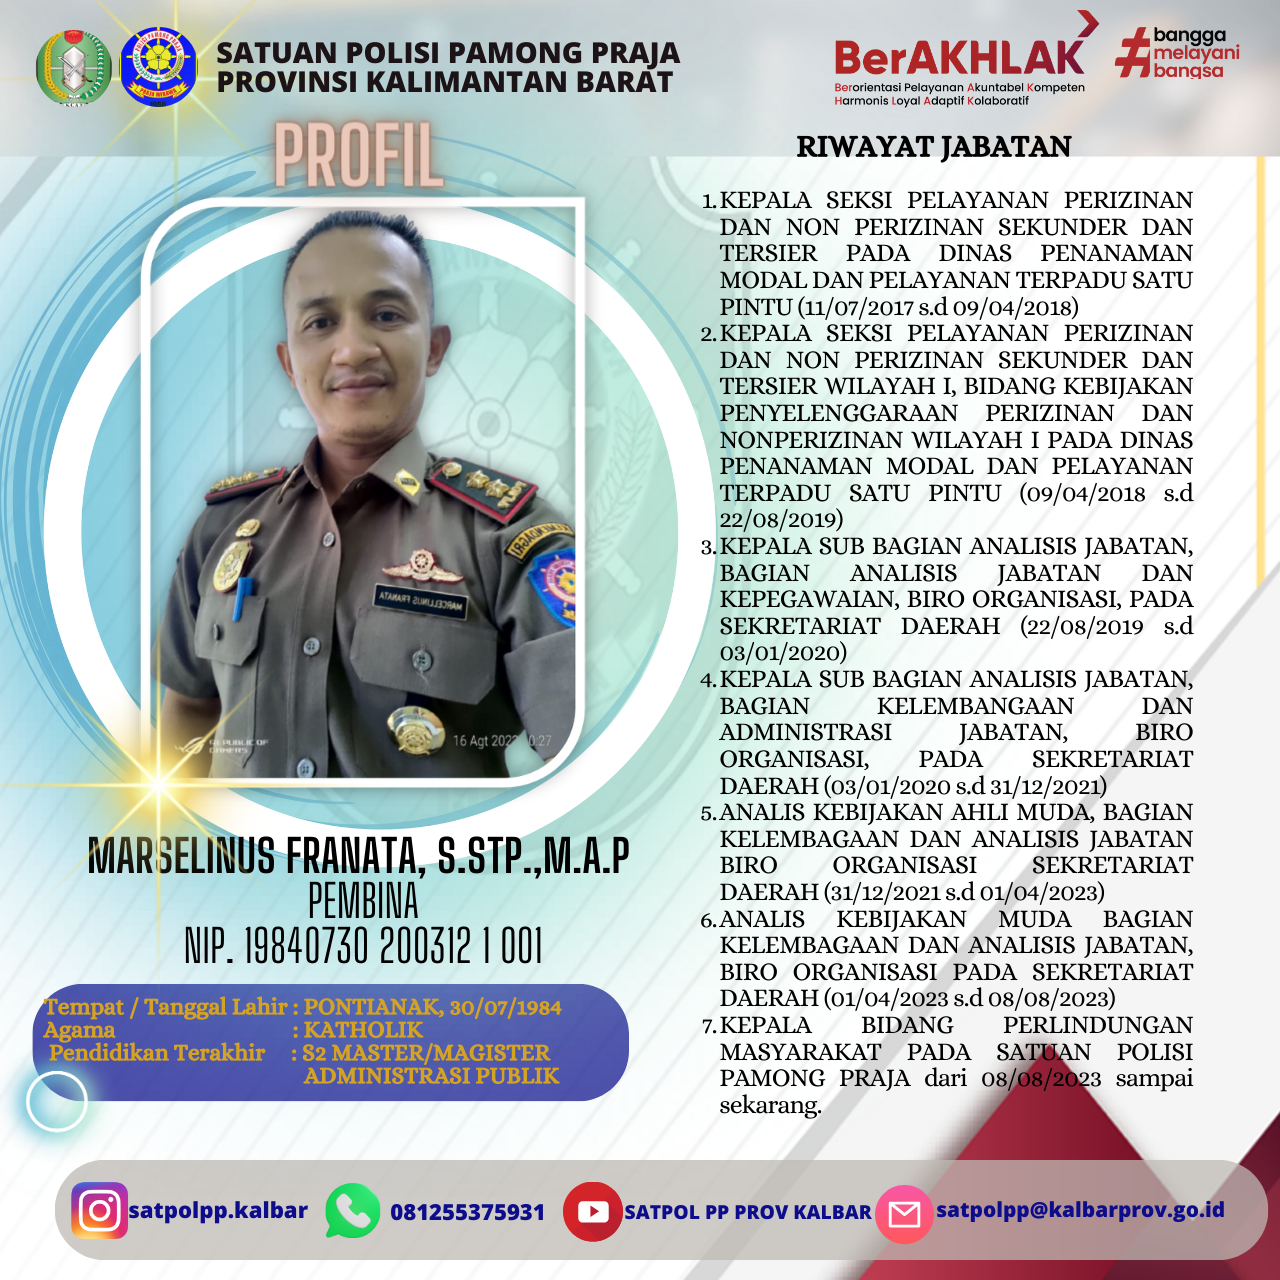 SATUAN POLISI PAMONG PRAJA
PROVINSI KALIMANTAN BARAT
BerAKHLAK
Berorientasi Pelayanan Akuntabel Kompeten
Harmonis Loyal Adaptif Kolaboratif
#bangga
melayani
bangsa
PROFIL
MARCELLINUS FRANATA
KEMENDAGRI
REPUBLIC OF
GAMERS
16 Agt 2023
0:27
MARSELINUS FRANATA, S.STP.,M.A.P
PEMBINA
NIP. 19840730 200312 1 001
Tempat / Tanggal Lahir : PONTIANAK, 30/07/1984
Agama : KATHOLIK
Pendidikan Terakhir : S2 MASTER/MAGISTER
ADMINISTRASI PUBLIK
RIWAYAT JABATAN
1. KEPALA SEKSI PELAYANAN PERIZINAN
DAN NON PERIZINAN SEKUNDER DAN
TERSIER PADA DINAS PENANAMAN
MODAL DAN PELAYANAN TERPADU SATU
PINTU (11/07/2017 s.d 09/04/2018)
2. KEPALA SEKSI PELAYANAN PERIZINAN
DAN NON PERIZINAN SEKUNDER DAN
TERSIER WILAYAH I, BIDANG KEBIJAKAN
PENYELENGGARAAN PERIZINAN DAN
NONPERIZINAN WILAYAH I PADA DINAS
PENANAMAN MODAL DAN PELAYANAN
TERPADU SATU PINTU (09/04/2018 s.d
22/08/2019)
3. KEPALA SUB BAGIAN ANALISIS JABATAN,
BAGIAN ANALISIS JABATAN DAN
KEPEGAWAIAN, BIRO ORGANISASI, PADA
SEKRETARIAT DAERAH (22/08/2019 s.d
03/01/2020)
4. KEPALA SUB BAGIAN ANALISIS JABATAN,
BAGIAN KELEMBANGAAN DAN
ADMINISTRASI JABATAN, BIRO
ORGANISASI, PADA SEKRETARIAT
DAERAH (03/01/2020 s.d 31/12/2021)
5. ANALIS KEBIJAKAN AHLI MUDA, BAGIAN
KELEMBAGAAN DAN ANALISIS JABATAN
BIRO ORGANISASI SEKRETARIAT
DAERAH (31/12/2021 s.d 01/04/2023)
6. ANALIS KEBIJAKAN MUDA BAGIAN
KELEMBAGAAN DAN ANALISIS JABATAN,
BIRO ORGANISASI PADA SEKRETARIAT
DAERAH (01/04/2023 s.d 08/08/2023)
7. KEPALA BIDANG PERLINDUNGAN
MASYARAKAT PADA SATUAN POLISI
PAMONG PRAJA dari 08/08/2023 sampai
sekarang.
satpolpp.kalbar
081255375931
SATPOL PP PROV KALBAR
satpolpp@kalbarprov.go.id